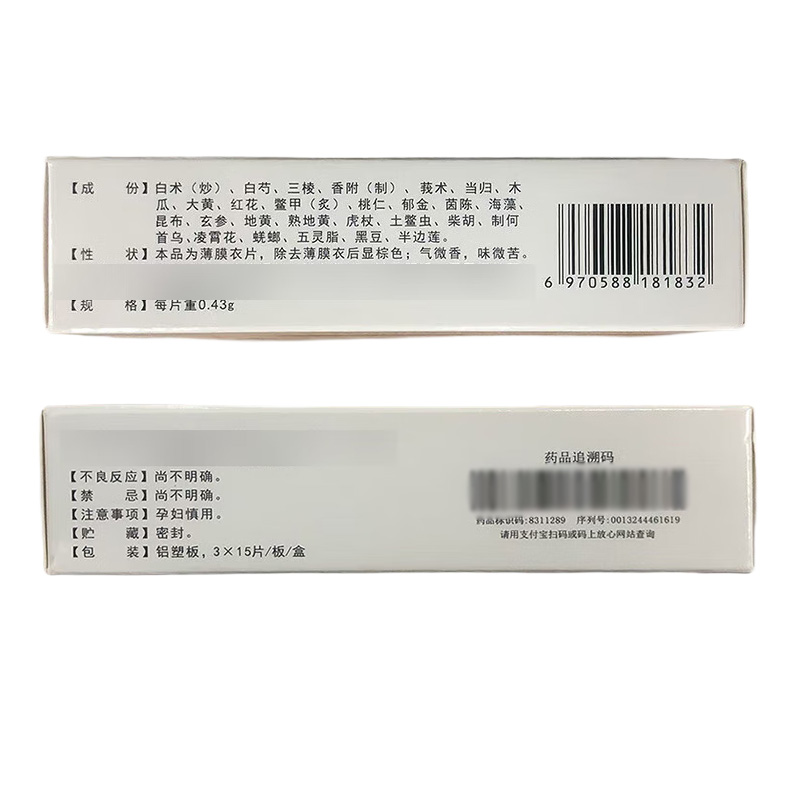 【成　份】白术（炒）、白芍、三棱、香附（制）、莪术、当归、木
瓜、大黄、红花、鳖甲（炙）、桃仁、郁金、茵陈、海藻、
昆布、玄参、地黄、熟地黄、虎杖、土鳖虫、柴胡、制何
首乌、凌霄花、蜣螂、五灵脂、黑豆、半边莲。
【性　状】本品为薄膜衣片，除去薄膜衣后显棕色；气微香，味微苦。
【规　格】每片重0.43g
6 970588 181832
【不良反应】尚不明确。
【禁　忌】尚不明确。
【注意事项】孕妇慎用。
【贮　藏】密封。
【包　装】铝塑板，3×15片/板/盒
药品追溯码
药品标识码:8311289 序列号:0013244461619
请用支付宝扫码或码上放心网站查询